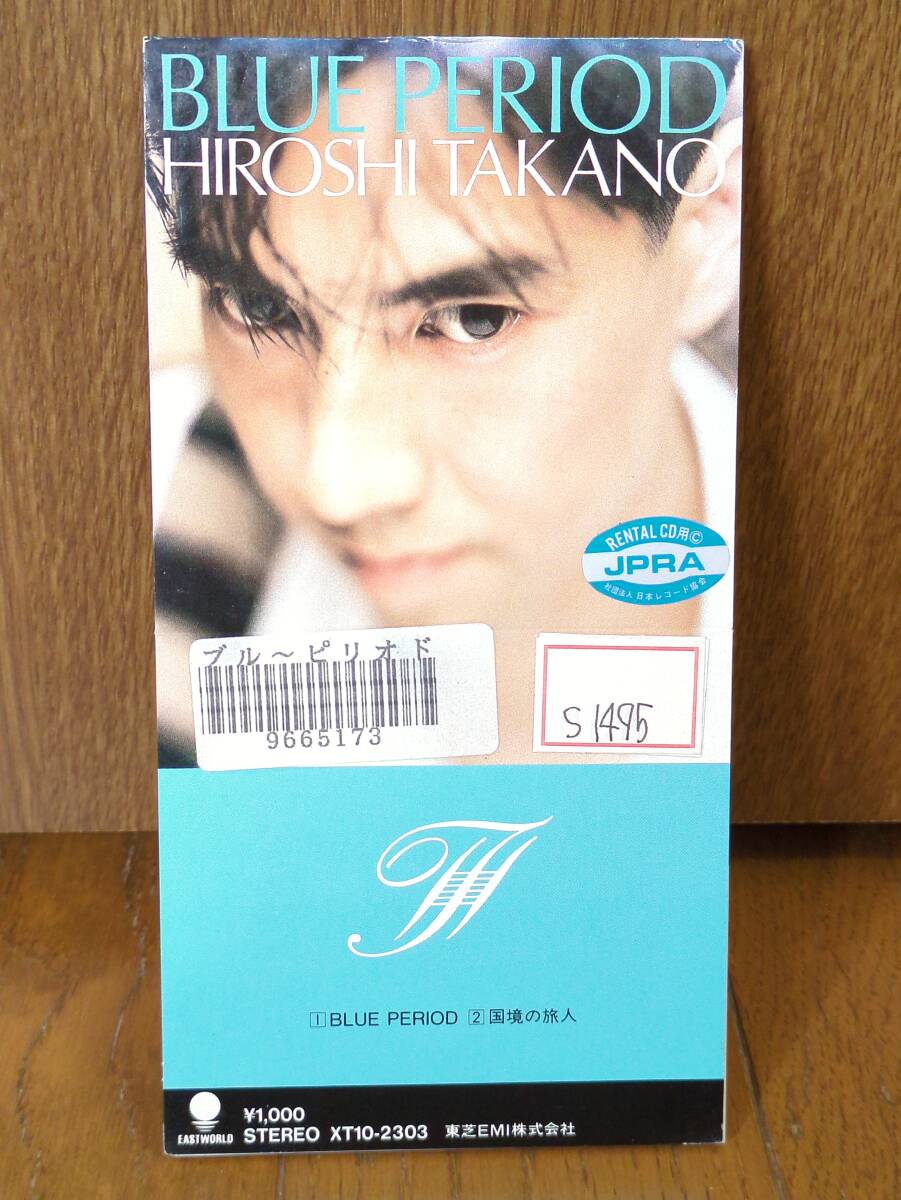 BLUE PERIOD
HIROSHI TAKANO
RENTAL CD用Ⓒ
JPRA
社団法人 日本レコード協会
ブル～ピリオド
9665173
S1495
1 BLUE PERIOD 2 国境の旅人
EASTWORLD
¥1,000
STEREO XT10-2303 東芝EMI株式会社